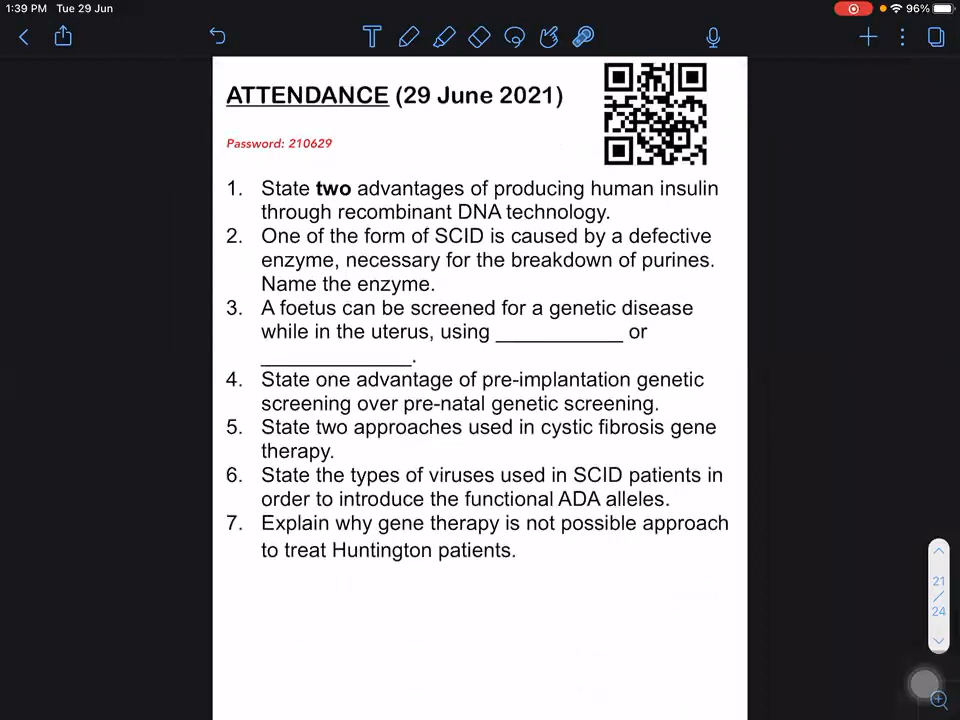 1:39 PM Tue 29 Jun
96%
T
ATTENDANCE (29 June 2021)
Password: 210629
1. State two advantages of producing human insulin
through recombinant DNA technology.
2. One of the form of SCID is caused by a defective
enzyme, necessary for the breakdown of purines.
Name the enzyme.
3. A foetus can be screened for a genetic disease
while in the uterus, using ___________ or
_____________.
4. State one advantage of pre-implantation genetic
screening over pre-natal genetic screening.
5. State two approaches used in cystic fibrosis gene
therapy.
6. State the types of viruses used in SCID patients in
order to introduce the functional ADA alleles.
7. Explain why gene therapy is not possible approach
to treat Huntington patients.
21
/
24